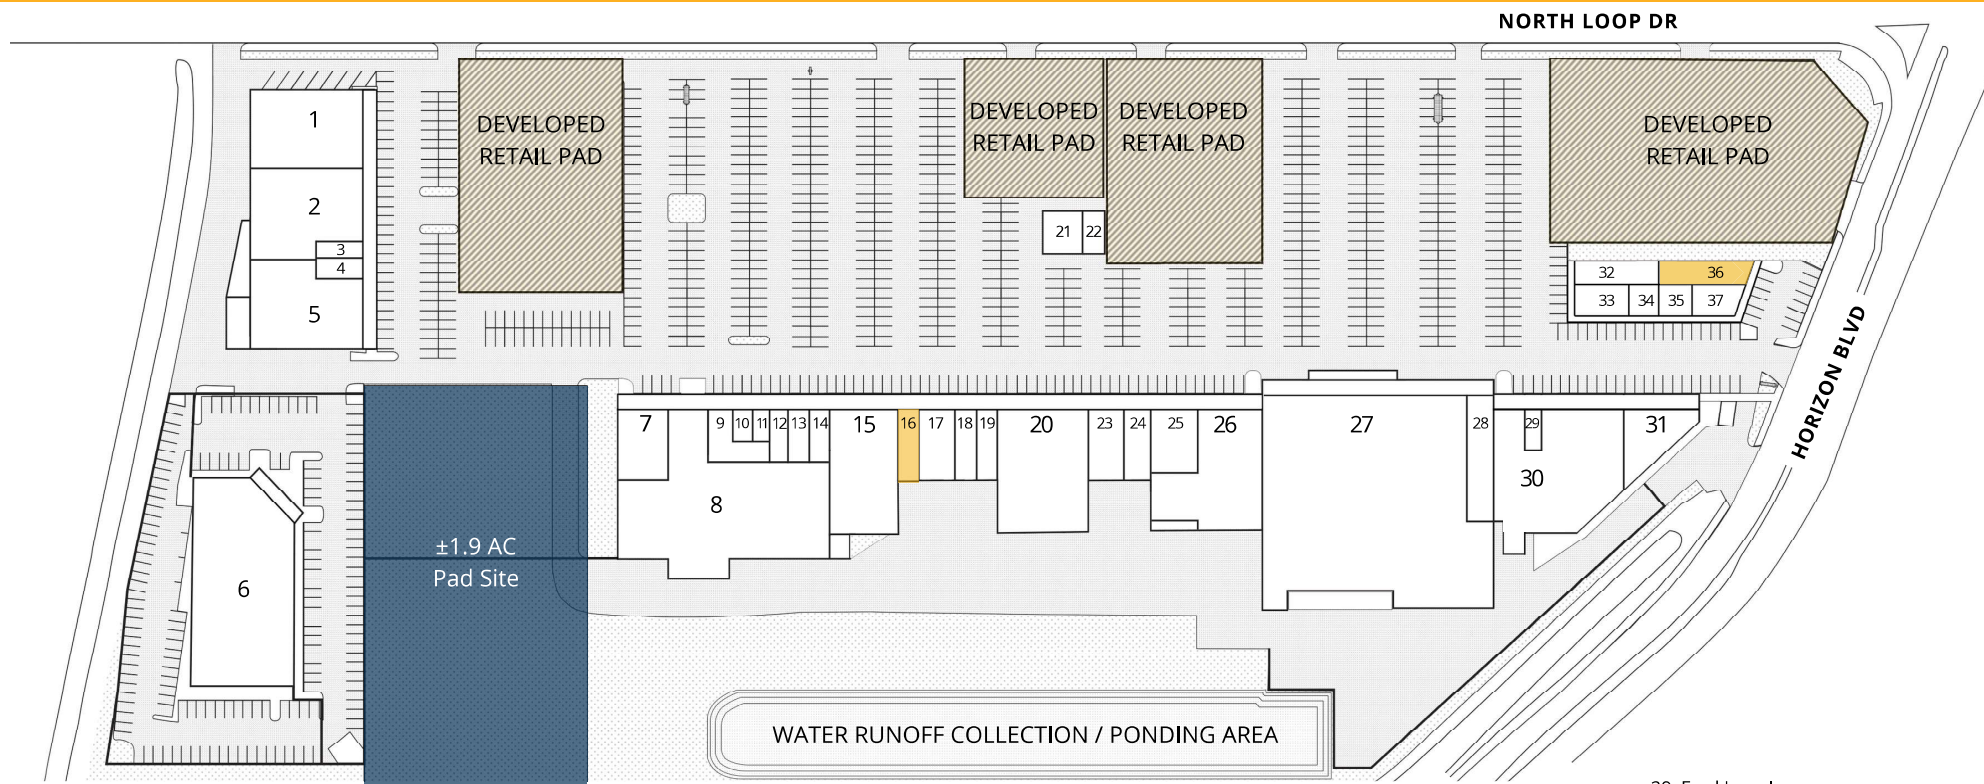 NORTH LOOP DR
1
DEVELOPED
RETAIL PAD
DEVELOPED
RETAIL PAD
DEVELOPED
RETAIL PAD
DEVELOPED
RETAIL PAD
2
3
4
5
21 22
32 36
33 34 35 37
HORIZON BLVD
7 9 10 11 12 13 14 15 16 17 18 19 20 23 24 25 26 27 28 29 31
30
8
±1.9 AC
Pad Site
6
WATER RUNOFF COLLECTION / PONDING AREA